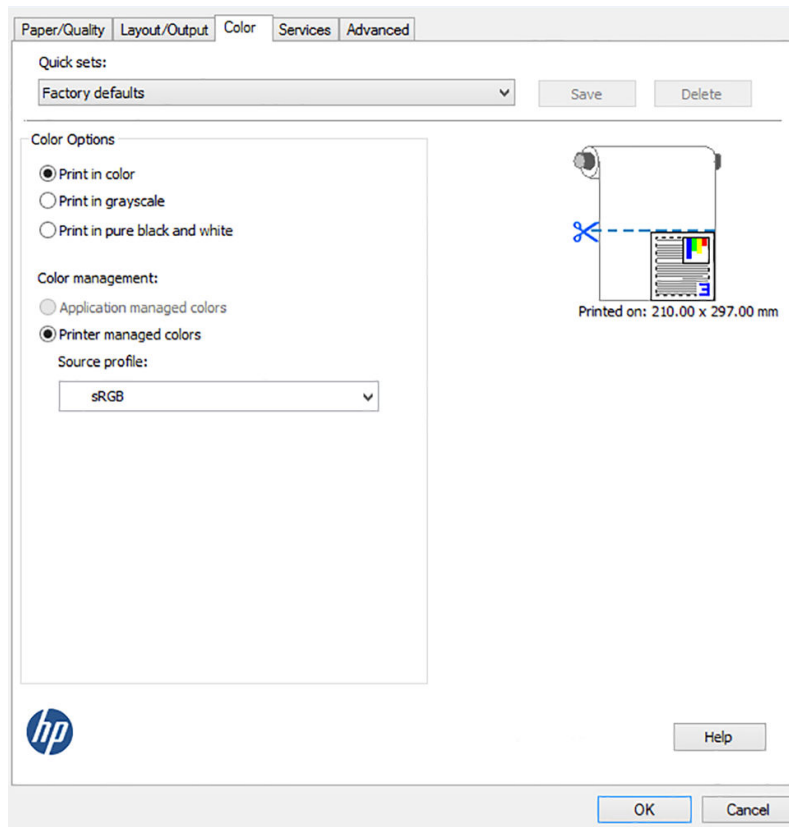 Paper/Quality Layout/Output Color Services Advanced
Quick sets:
Factory defaults Save Delete
Color Options
Print in color
Print in grayscale
Print in pure black and white
Color management:
Application managed colors
Printer managed colors
Source profile:
sRGB
Printed on: 210.00 x 297.00 mm
hp
Help
OK Cancel